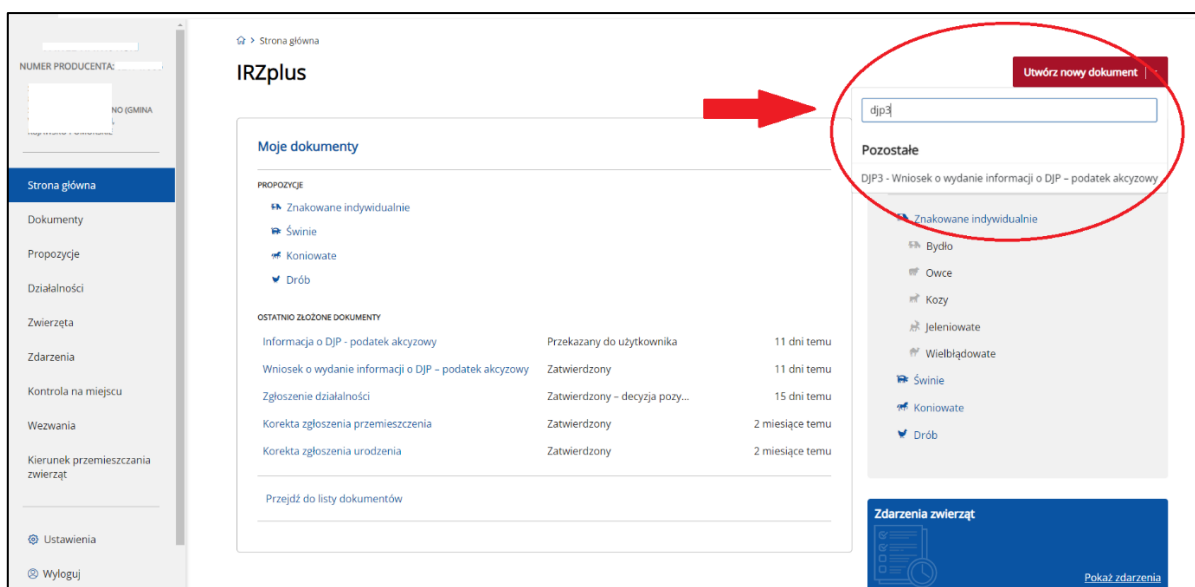 NUMER PRODUCENTA:
NO (GMINA
Strona główna
Dokumenty
Propozycje
Działalności
Zwierzęta
Zdarzenia
Kontrola na miejscu
Wezwania
Kierunek przemieszczania
zwierząt
Ustawienia
Wyloguj
> Strona główna
IRZplus
Moje dokumenty
PROPOZYCJE
Znakowane indywidualnie
Świnie
Koniowate
Drób
OSTATNIO ZŁOŻONE DOKUMENTY
Informacja o DJP - podatek akcyzowy Przekazany do użytkownika 11 dni temu
Wniosek o wydanie informacji o DJP – podatek akcyzowy Zatwierdzony 11 dni temu
Zgłoszenie działalności Zatwierdzony – decyzja pozy... 15 dni temu
Korekta zgłoszenia przemieszczenia Zatwierdzony 2 miesiące temu
Korekta zgłoszenia urodzenia Zatwierdzony 2 miesiące temu
Przejdź do listy dokumentów
Utwórz nowy dokument
djp3
Pozostałe
DJP3 - Wniosek o wydanie informacji o DJP – podatek akcyzowy
Znakowane indywidualnie
Bydło
Owce
Kozy
Jeleniowate
Wielbłądowate
Świnie
Koniowate
Drób
Zdarzenia zwierząt
Pokaż zdarzenia